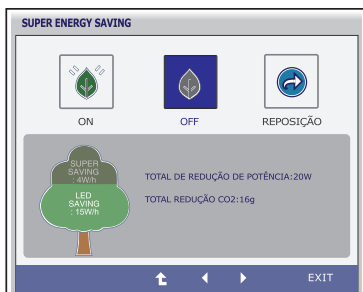 SUPER ENERGY SAVING
ON OFF REPOSIÇÃO
SUPER
SAVING
: 4W/h
LED
SAVING
: 15W/h
TOTAL DE REDUÇÃO DE POTÊNCIA:20W
TOTAL REDUÇÃO CO2:16g
EXIT